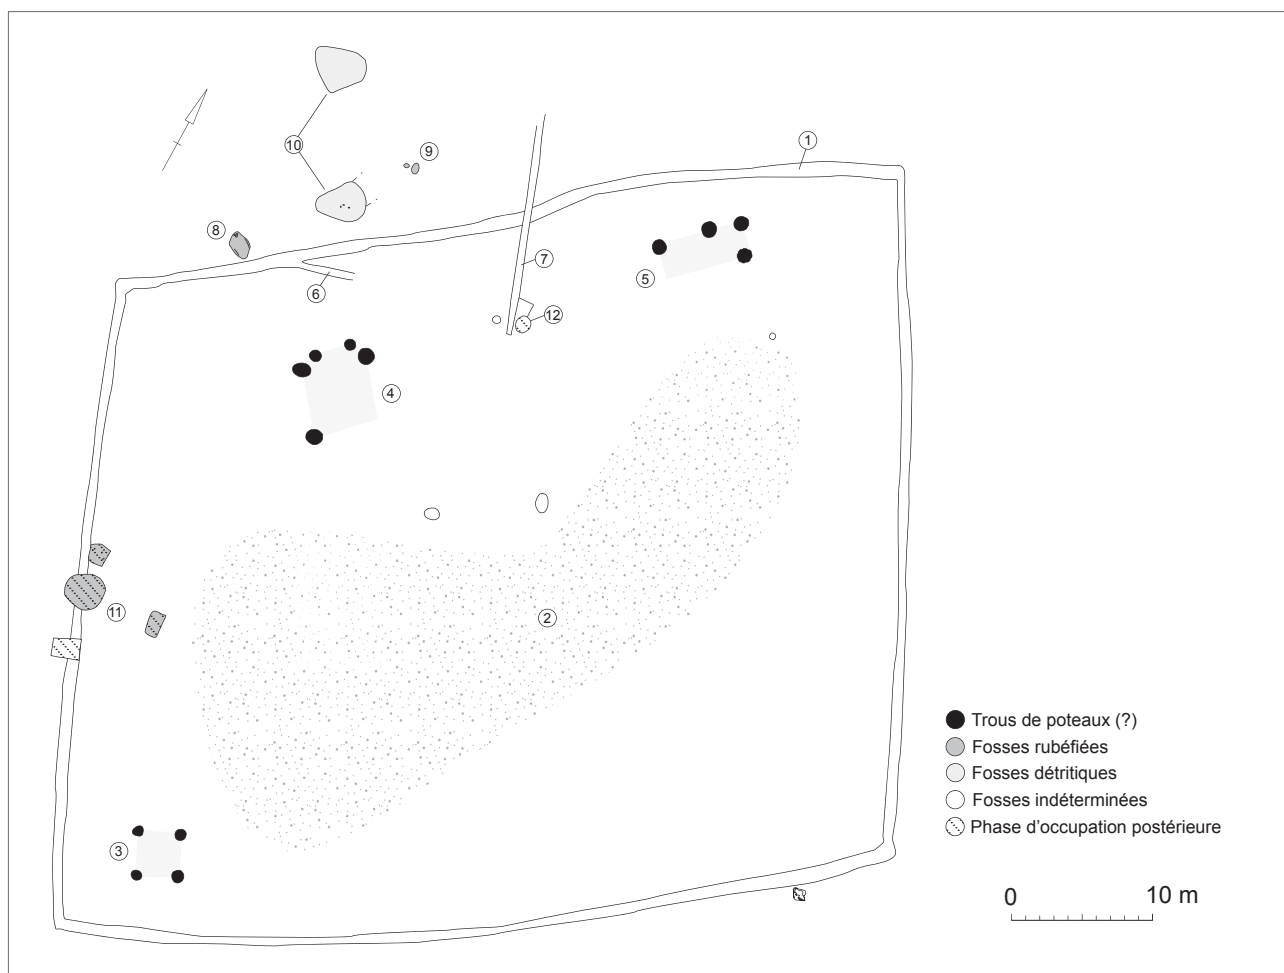 10
9
1
8
7
5
6
12
4
2
11
3
Trous de poteaux (?)
Fosses rubéfiées
Fosses détritiques
Fosses indéterminées
Phase d’occupation postérieure
0 10 m